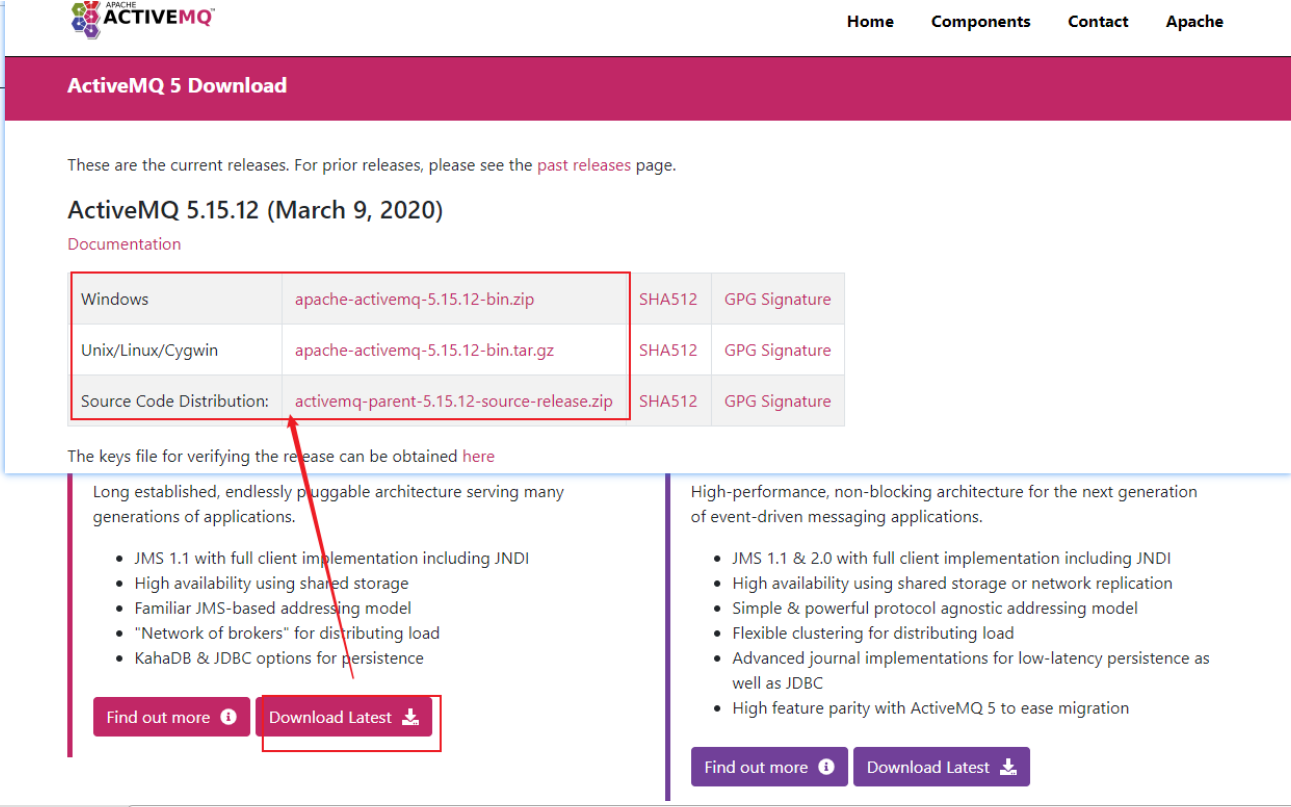 APACHE
ACTIVEMQ™
Home Components Contact Apache
ActiveMQ 5 Download
These are the current releases. For prior releases, please see the past releases page.
ActiveMQ 5.15.12 (March 9, 2020)
Documentation
Windows apache-activemq-5.15.12-bin.zip SHA512 GPG Signature
Unix/Linux/Cygwin apache-activemq-5.15.12-bin.tar.gz SHA512 GPG Signature
Source Code Distribution: activemq-parent-5.15.12-source-release.zip SHA512 GPG Signature
The keys file for verifying the release can be obtained here
Long established, endlessly pluggable architecture serving many
generations of applications.
• JMS 1.1 with full client implementation including JNDI
• High availability using shared storage
• Familiar JMS-based addressing model
• "Network of brokers" for distributing load
• KahaDB & JDBC options for persistence
Find out more Download Latest
High-performance, non-blocking architecture for the next generation
of event-driven messaging applications.
• JMS 1.1 & 2.0 with full client implementation including JNDI
• High availability using shared storage or network replication
• Simple & powerful protocol agnostic addressing model
• Flexible clustering for distributing load
• Advanced journal implementations for low-latency persistence as
well as JDBC
• High feature parity with ActiveMQ 5 to ease migration
Find out more Download Latest